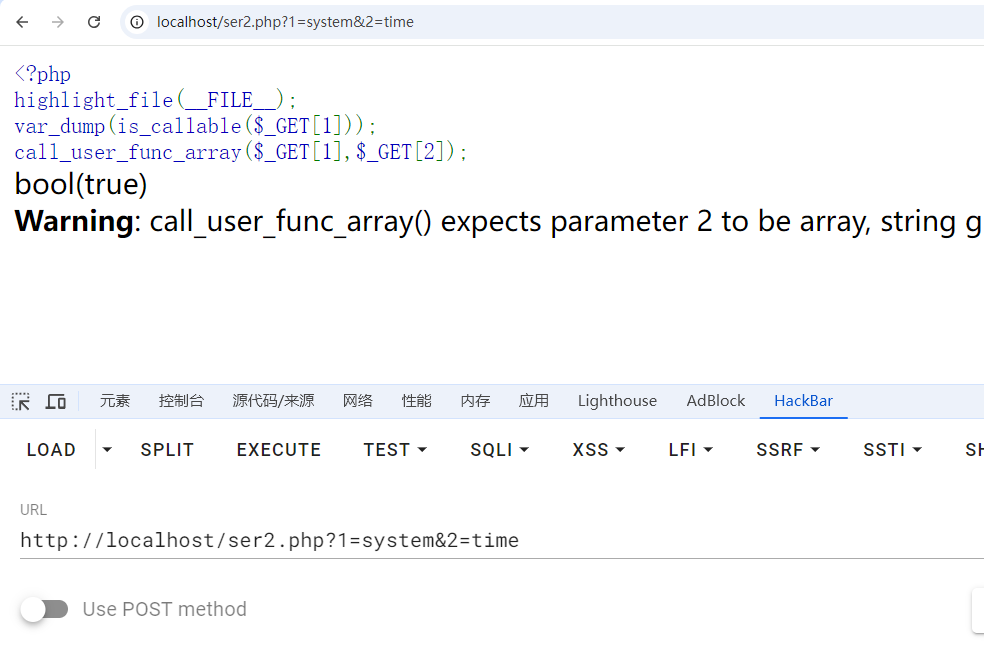 localhost/ser2.php?1=system&2=time
<?php
highlight_file(__FILE__);
var_dump(is_callable($_GET[1]));
call_user_func_array($_GET[1],$_GET[2]);
bool(true)
Warning: call_user_func_array() expects parameter 2 to be array, string g
元素 控制台 源代码/来源 网络 性能 内存 应用 Lighthouse AdBlock HackBar
LOAD SPLIT EXECUTE TEST SQLI XSS LFI SSRF SSTI SH
URL
http://localhost/ser2.php?1=system&2=time
Use POST method